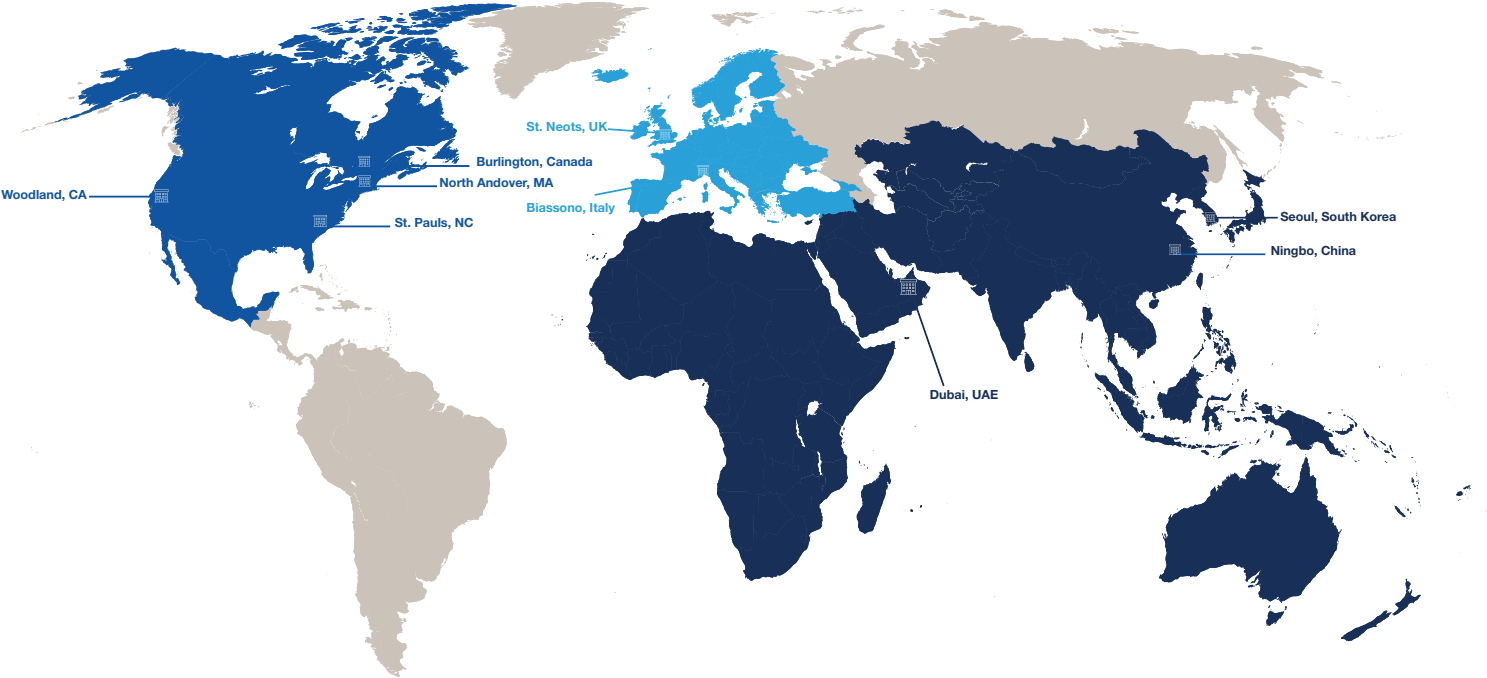 St. Neots, UK
Burlington, Canada
North Andover, MA
Woodland, CA
Biassono, Italy
St. Pauls, NC
Seoul, South Korea
Ningbo, China
Dubai, UAE